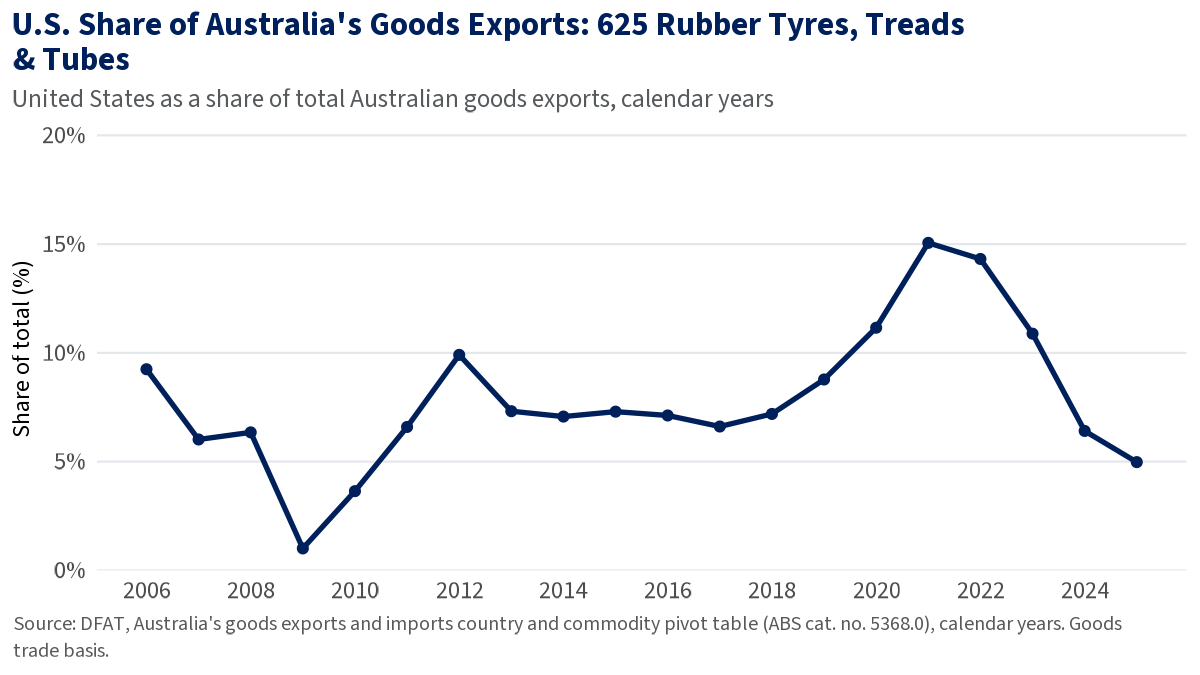 U.S. Share of Australia's Goods Exports: 625 Rubber Tyres, Treads
& Tubes
United States as a share of total Australian goods exports, calendar years
Share of total (%)
20%
15%
10%
5%
0%
2006 2008 2010 2012 2014 2016 2018 2020 2022 2024
Source: DFAT, Australia's goods exports and imports country and commodity pivot table (ABS cat. no. 5368.0), calendar years. Goods
trade basis.